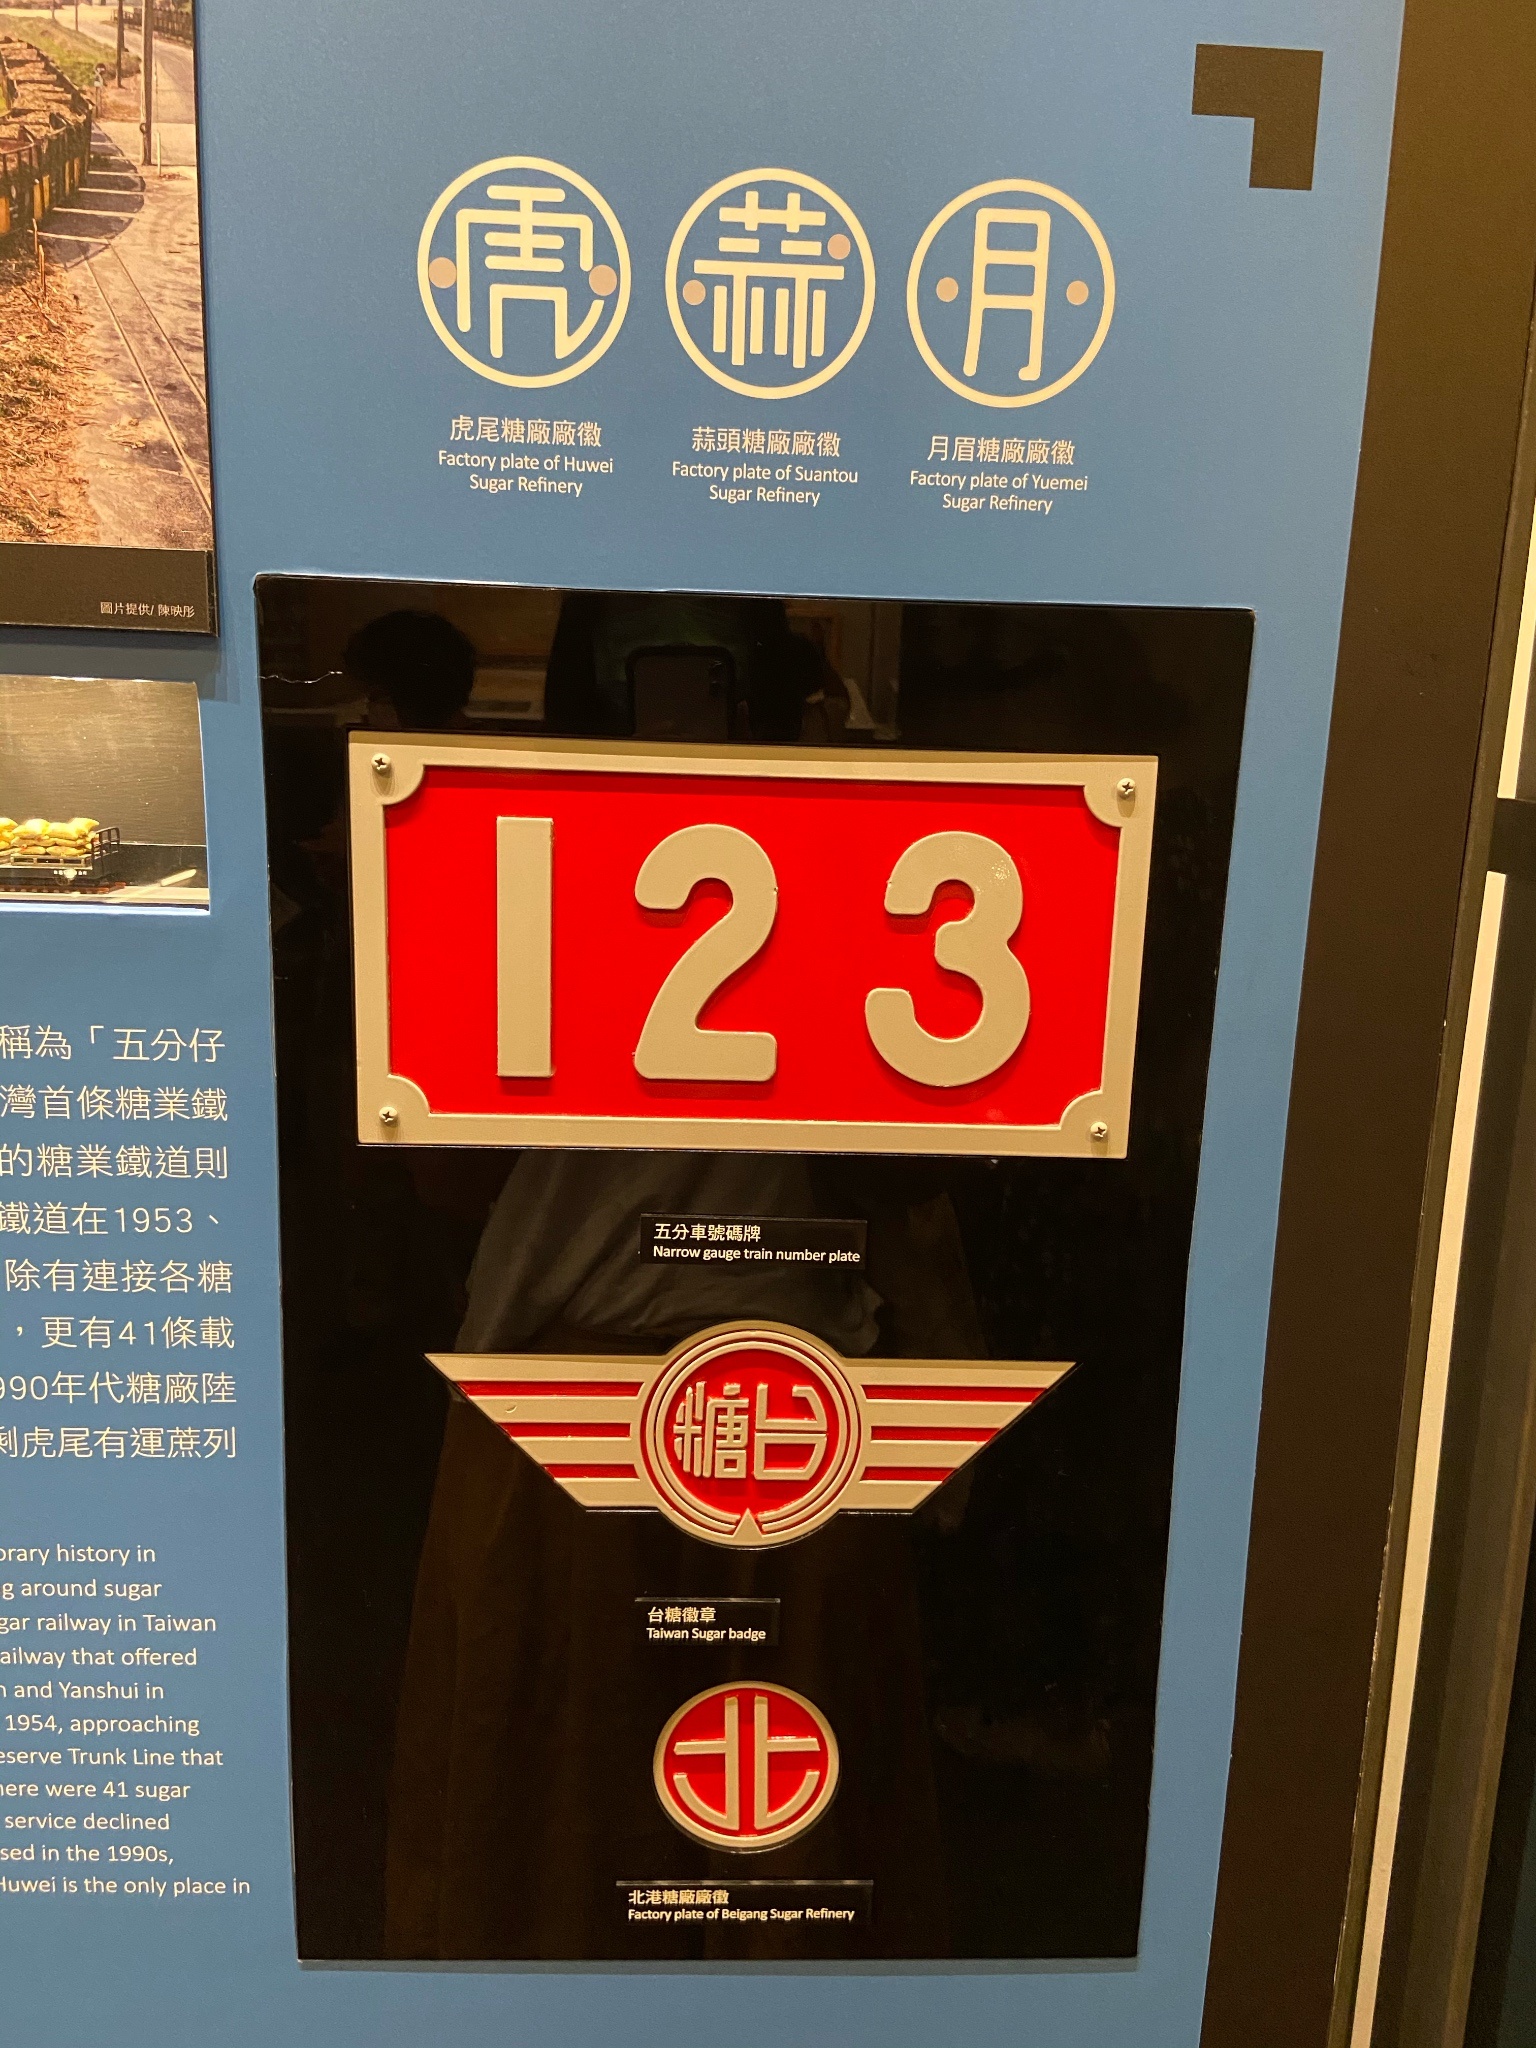 虎
蒜
月
虎尾糖廠廠徽
Factory plate of Huwei
Sugar Refinery
蒜頭糖廠廠徽
Factory plate of Suantou
Sugar Refinery
月眉糖廠廠徽
Factory plate of Yuemei
Sugar Refinery
圖片提供/ 陳映彤
123
五分車號碼牌
Narrow gauge train number plate
糖台
台糖徽章
Taiwan Sugar badge
北
北港糖廠廠徽
Factory plate of Beigang Sugar Refinery
稱為「五分仔
灣首條糖業鐵
的糖業鐵道則
鐵道在1953、
除有連接各糖
，更有41條載
990年代糖廠陸
虎尾有運蔗列
history in
around sugar
railway in Taiwan
that offered
and Yanshui in
1954, approaching
Trunk Line that
were 41 sugar
service declined
in the 1990s,
Huwei is the only place in